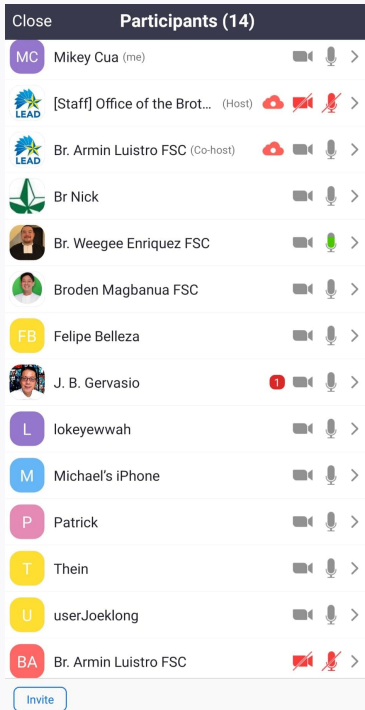 Close Participants (14)
MC Mikey Cua (me)
LEAD [Staff] Office of the Brot... (Host)
LEAD Br. Armin Luistro FSC (Co-host)
Br Nick
Br. Weegee Enriquez FSC
Broden Magbanua FSC
FB Felipe Belleza
J. B. Gervasio 1
L lokeyewwah
M Michael's iPhone
P Patrick
T Thein
U userJoeklong
BA Br. Armin Luistro FSC
Invite